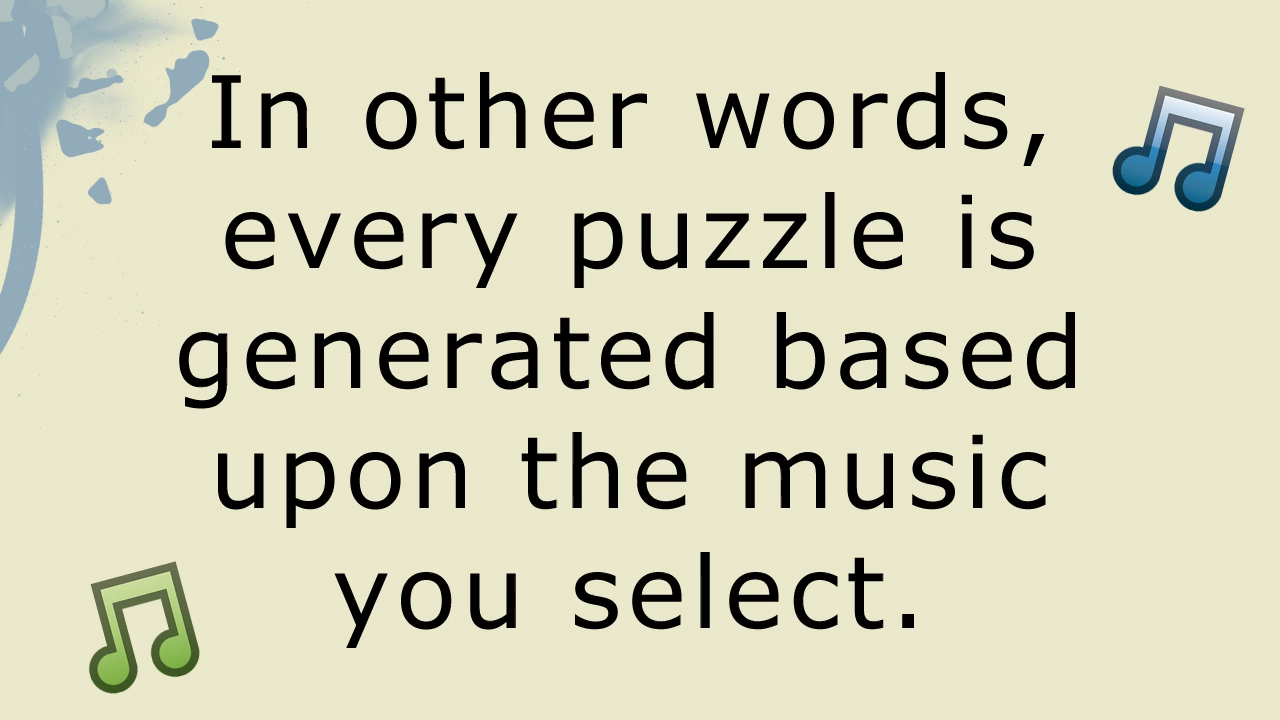 In other words,
every puzzle is
generated based
upon the music
you select.